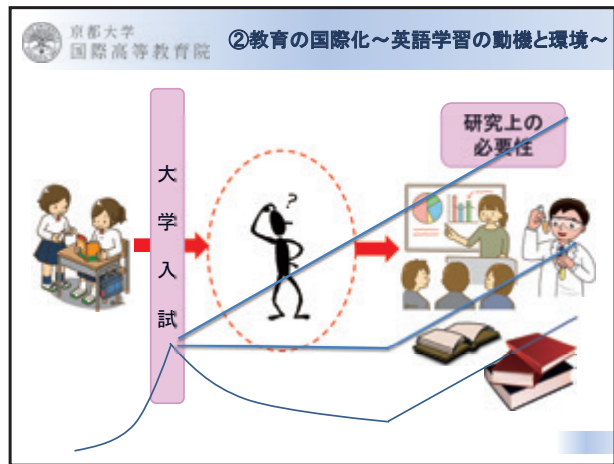 京都大学
国際高等教育院
②教育の国際化～英語学習の動機と環境～
研究上の
必要性
大学入試
?